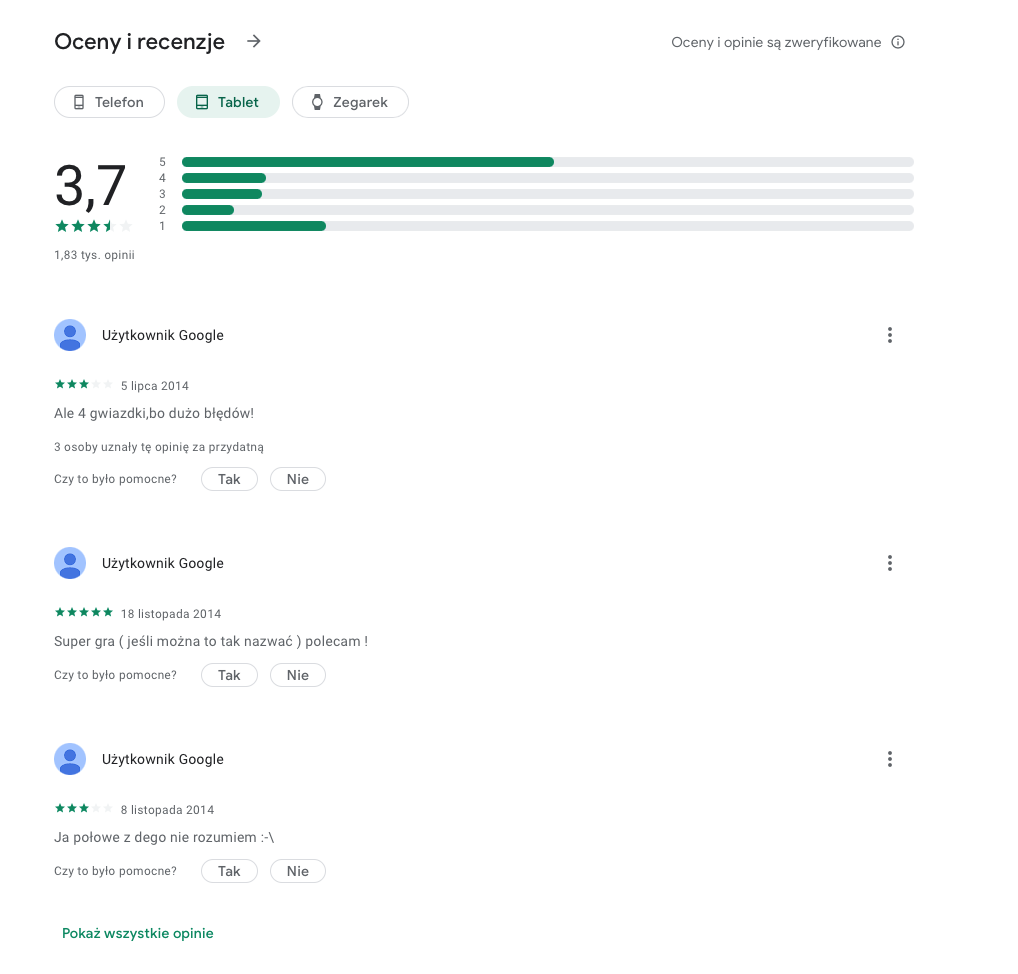 Oceny i recenzje
Oceny i opinie są zweryfikowane
Telefon
Tablet
Zegarek
3,7
5
4
3
2
1
1,83 tys. opinii
Użytkownik Google
5 lipca 2014
Ale 4 gwiazdki,bo dużo błędów!
3 osoby uznały tę opinię za przydatną
Czy to było pomocne? Tak Nie
Użytkownik Google
18 listopada 2014
Super gra ( jeśli można to tak nazwać ) polecam !
Czy to było pomocne? Tak Nie
Użytkownik Google
8 listopada 2014
Ja połowe z dego nie rozumiem :-\
Czy to było pomocne? Tak Nie
Pokaż wszystkie opinie